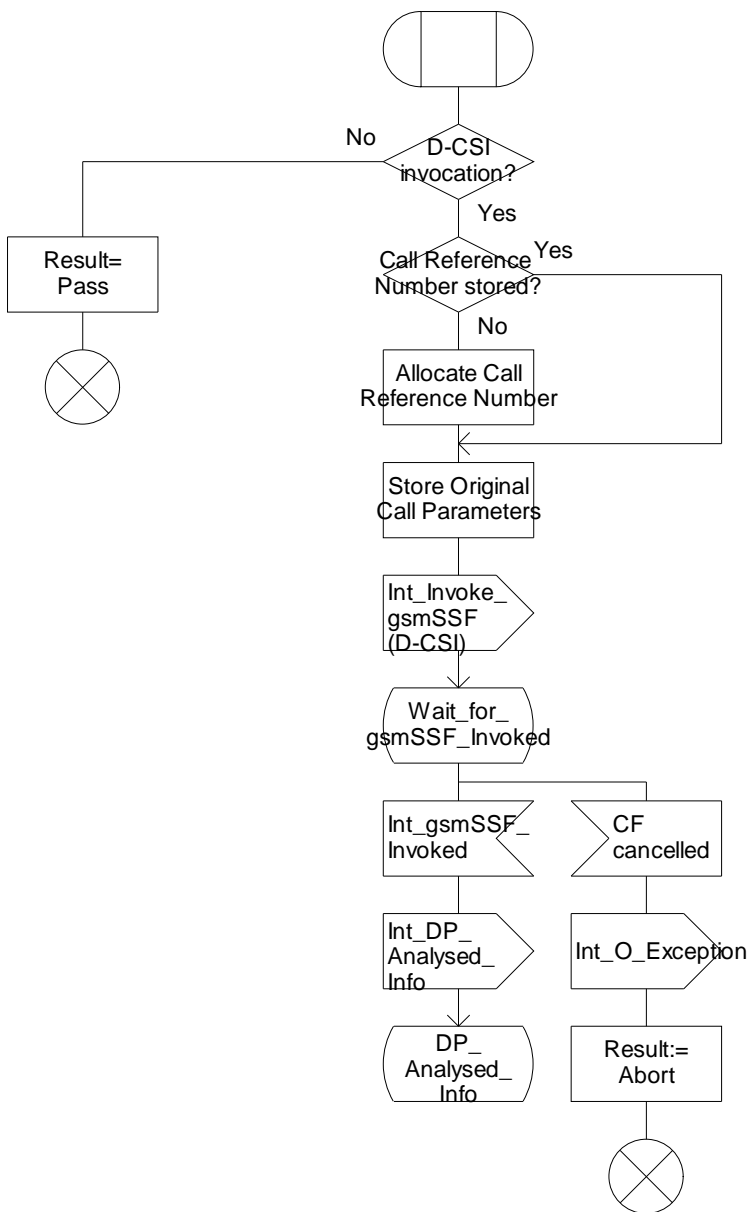 No
D-CSI
invocation?
Yes
Result=
Pass
Call Reference
Number stored?
Yes
No
Allocate Call
Reference Number
Store Original
Call Parameters
Int_Invoke_
gsmSSF
(D-CSI)
Wait_for_
gsmSSF_Invoked
Int_gsmSSF_
Invoked
CF
cancelled
Int_DP_
Analysed_
Info
Int_O_Exception
DP_
Analysed_
Info
Result:=
Abort